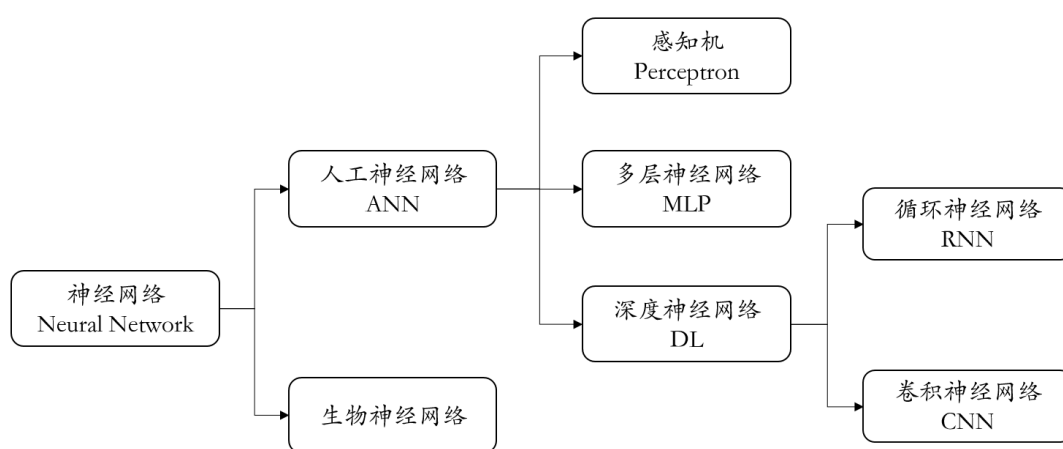 感知机
Perceptron
人工神经网络
ANN
多层神经网络
MLP
循环神经网络
RNN
神经网络
Neural Network
深度神经网络
DL
生物神经网络
卷积神经网络
CNN